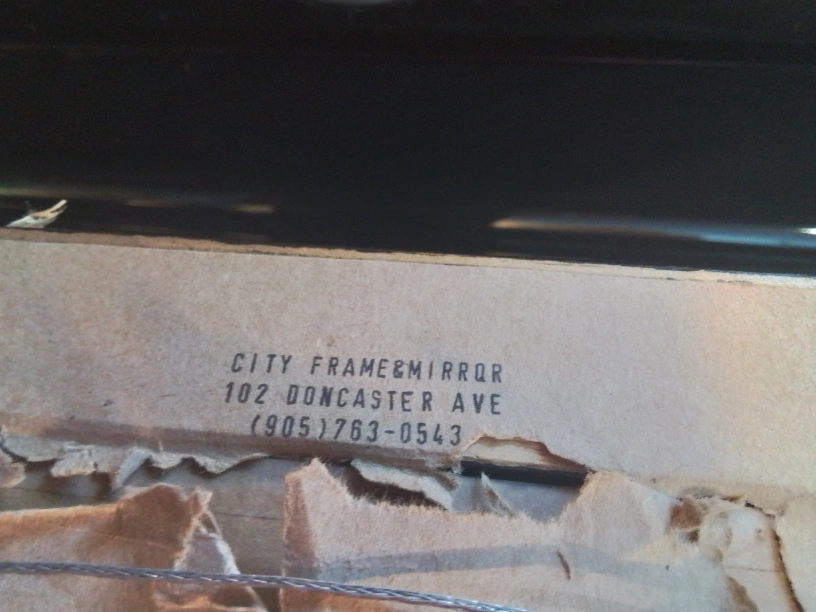 CITY FRAME&MIRROR
102 DONCASTER AVE
(905)763-0543